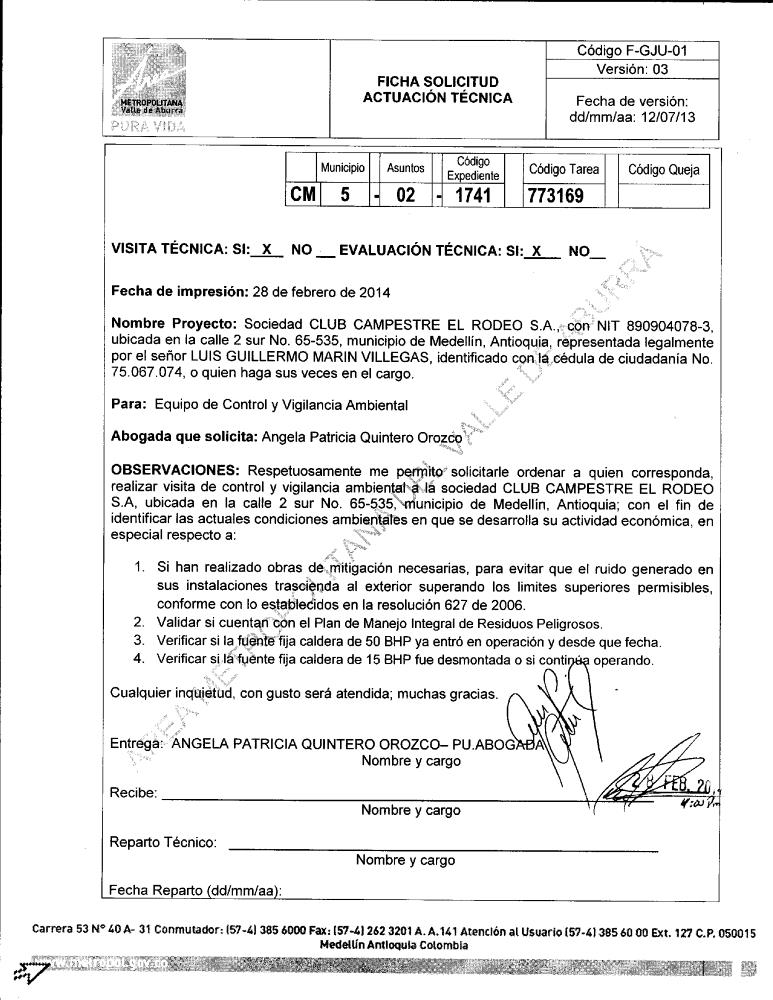 METROPOLITANA
Valle de Aburrá
PURA VIDA
FICHA SOLICITUD
ACTUACIÓN TÉCNICA
Código F-GJU-01
Versión: 03
Fecha de versión:
dd/mm/aa: 12/07/13
Municipio Asuntos Código Expediente Código Tarea Código Queja
CM 5 - 02 - 1741 773169
VISITA TÉCNICA: SI:_X_ NO __ EVALUACIÓN TÉCNICA: SI:_X_ NO__
Fecha de impresión: 28 de febrero de 2014
Nombre Proyecto: Sociedad CLUB CAMPESTRE EL RODEO S.A., con NIT 890904078-3,
ubicada en la calle 2 sur No. 65-535, municipio de Medellín, Antioquia, representada legalmente
por el señor LUIS GUILLERMO MARIN VILLEGAS, identificado con la cédula de ciudadanía No.
75.067.074, o quien haga sus veces en el cargo.
Para: Equipo de Control y Vigilancia Ambiental
Abogada que solicita: Angela Patricia Quintero Orozco
OBSERVACIONES: Respetuosamente me permito solicitarle ordenar a quien corresponda,
realizar visita de control y vigilancia ambiental a la sociedad CLUB CAMPESTRE EL RODEO
S.A, ubicada en la calle 2 sur No. 65-535, municipio de Medellín, Antioquia; con el fin de
identificar las actuales condiciones ambientales en que se desarrolla su actividad económica, en
especial respecto a:
1. Si han realizado obras de mitigación necesarias, para evitar que el ruido generado en
sus instalaciones trascienda al exterior superando los limites superiores permisibles,
conforme con lo establecidos en la resolución 627 de 2006.
2. Validar si cuentan con el Plan de Manejo Integral de Residuos Peligrosos.
3. Verificar si la fuente fija caldera de 50 BHP ya entró en operación y desde que fecha.
4. Verificar si la fuente fija caldera de 15 BHP fue desmontada o si continúa operando.
Cualquier inquietud, con gusto será atendida; muchas gracias.
Entrega: ANGELA PATRICIA QUINTERO OROZCO– PU.ABOGADA
Nombre y cargo
28 FEB. 20
4:00 Pm
Recibe:
Nombre y cargo
Reparto Técnico:
Nombre y cargo
Fecha Reparto (dd/mm/aa):
AREA METROPOLITANA DEL VALLE DE ABURRÁ
Carrera 53 N° 40 A- 31 Conmutador: (57-4) 385 6000 Fax: (57-4) 262 3201 A. A. 141 Atención al Usuario (57-4) 385 60 00 Ext. 127 C.P. 050015
Medellín Antioquia Colombia
www.metropol.gov.co